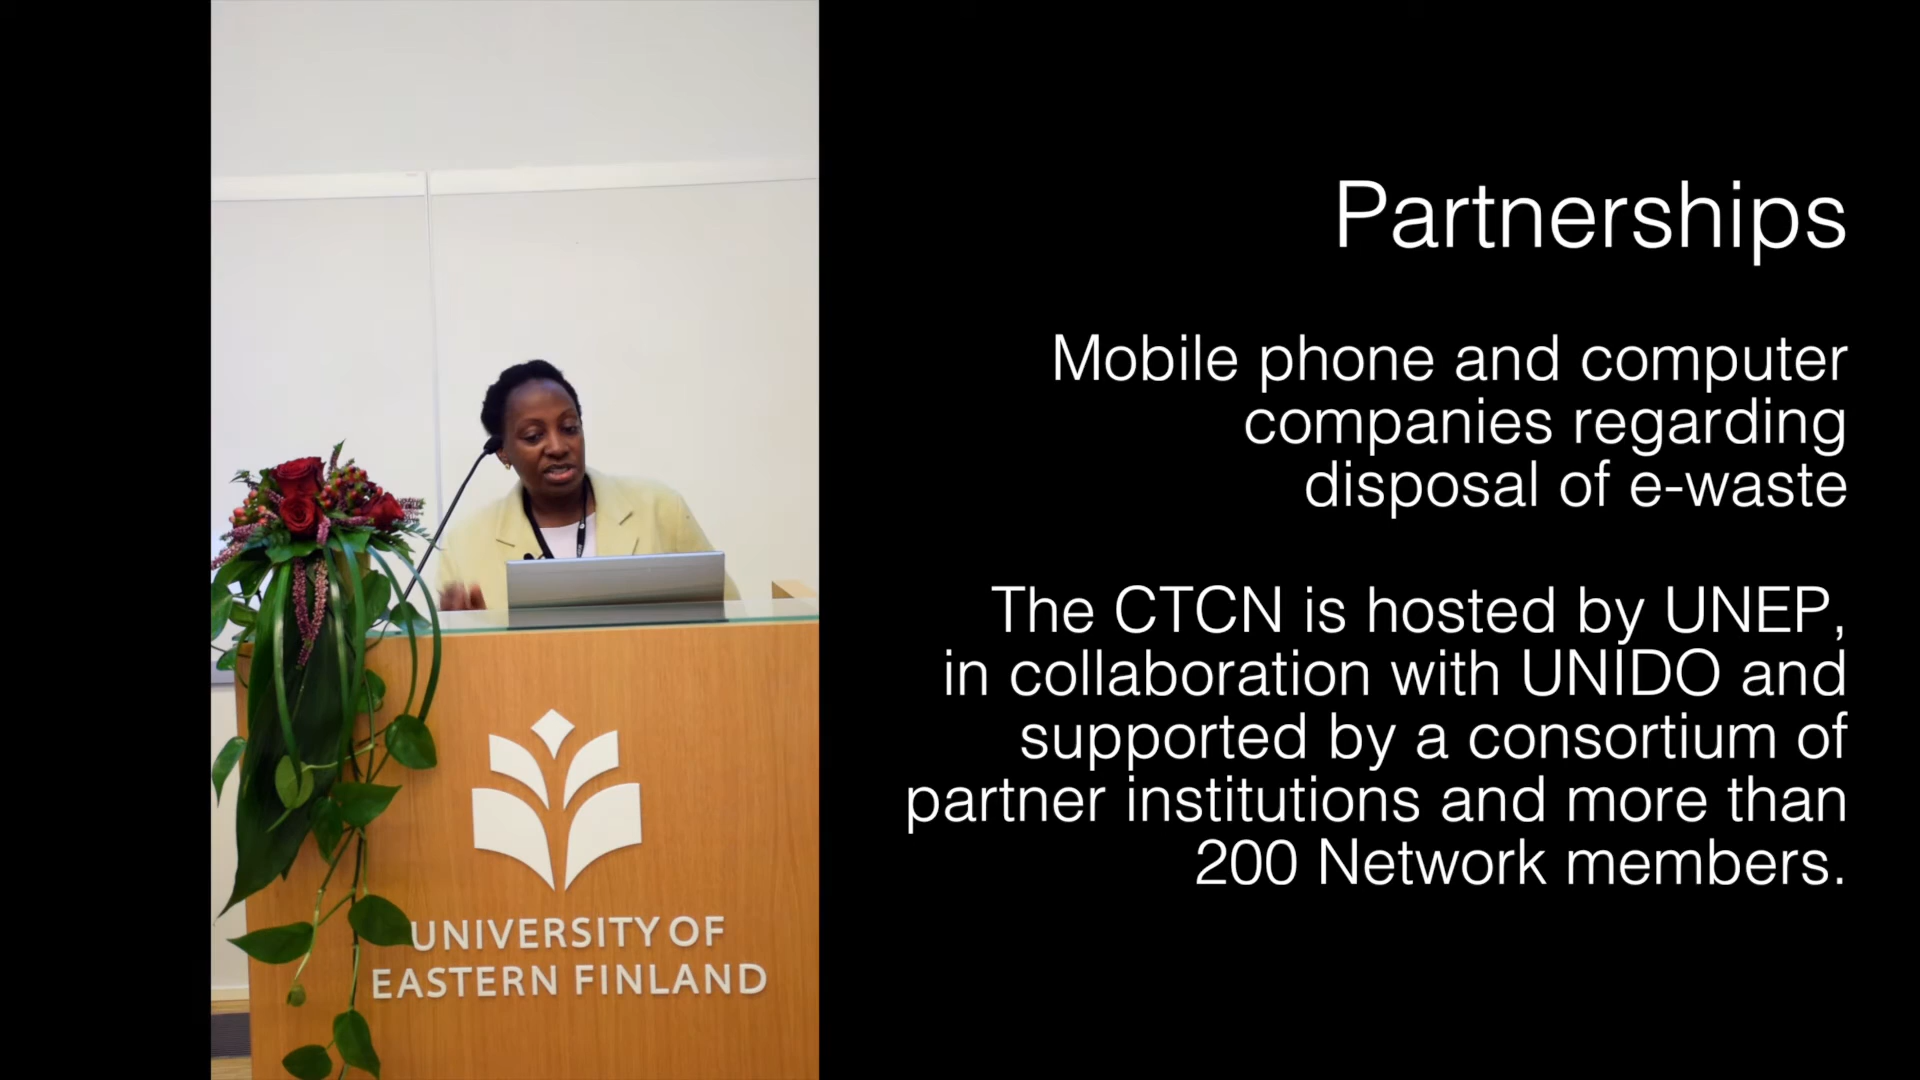 Partnerships
Mobile phone and computer
companies regarding
disposal of e-waste
The CTCN is hosted by UNEP,
in collaboration with UNIDO and
supported by a consortium of
partner institutions and more than
200 Network members.
UNIVERSITY OF
EASTERN FINLAND